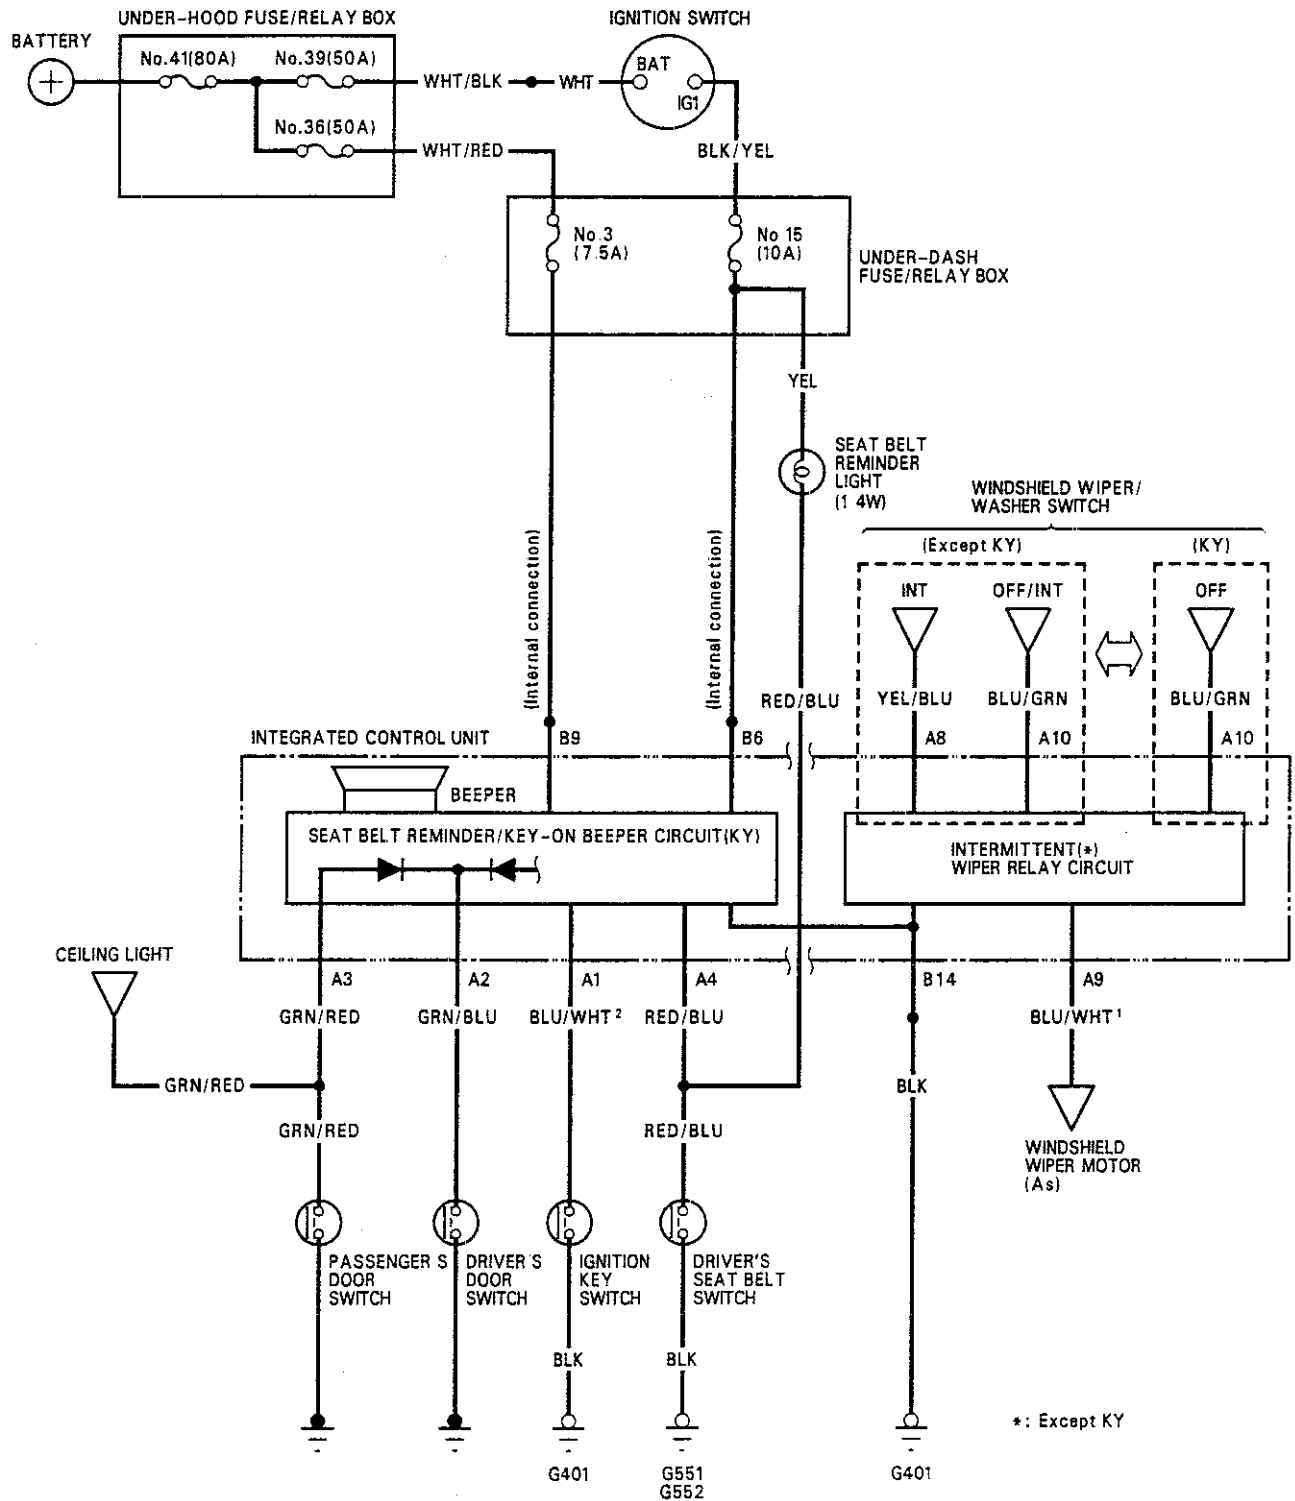 UNDER-HOOD FUSE/RELAY BOX
IGNITION SWITCH
BATTERY
No.41(80A)
No.39(50A)
BAT
WHT/BLK
WHT
IG1
No.36(50A)
WHT/RED
BLK/YEL
No.3
(7.5A)
No 15
(10A)
UNDER-DASH
FUSE/RELAY BOX
YEL
SEAT BELT
REMINDER
LIGHT
(1 4W)
WINDSHIELD WIPER/
WASHER SWITCH
(Except KY)
(KY)
(Internal connection)
(Internal connection)
INT
OFF/INT
OFF
RED/BLU
YEL/BLU
BLU/GRN
BLU/GRN
INTEGRATED CONTROL UNIT
B9
B6
A8
A10
A10
BEEPER
SEAT BELT REMINDER/KEY-ON BEEPER CIRCUIT(KY)
INTERMITTENT(*)
WIPER RELAY CIRCUIT
CEILING LIGHT
A3
A2
A1
A4
B14
A9
GRN/RED
GRN/BLU
BLU/WHT²
RED/BLU
BLU/WHT¹
GRN/RED
BLK
GRN/RED
RED/BLU
WINDSHIELD
WIPER MOTOR
(As)
PASSENGER S
DOOR
SWITCH
DRIVER'S
DOOR
SWITCH
IGNITION
KEY
SWITCH
DRIVER'S
SEAT BELT
SWITCH
BLK
BLK
*: Except KY
G401
G551
G552
G401